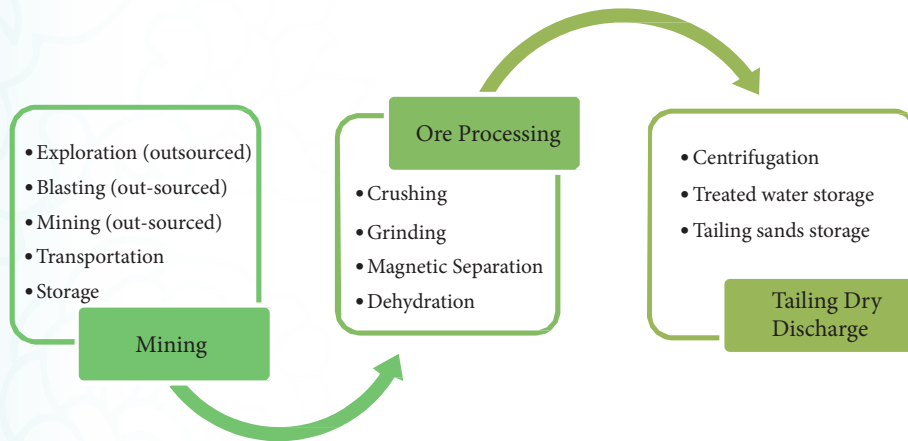 • Exploration (outsourced)
• Blasting (out-sourced)
• Mining (out-sourced)
• Transportation
• Storage
Mining
Ore Processing
• Crushing
• Grinding
• Magnetic Separation
• Dehydration
• Centrifugation
• Treated water storage
• Tailing sands storage
Tailing Dry
Discharge